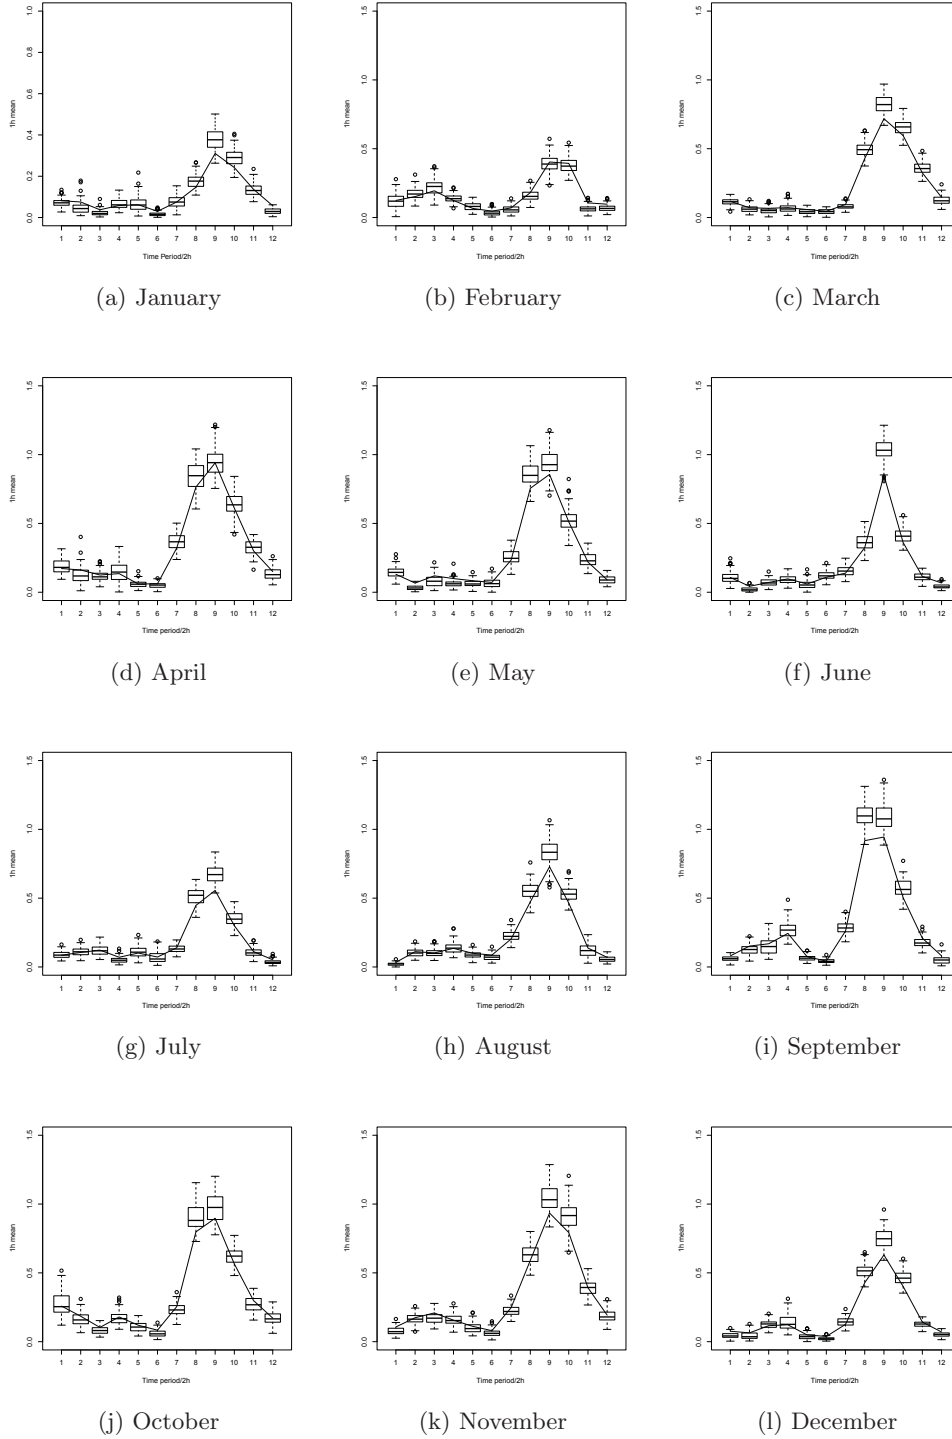 1.0 1.5 1.5
0.8
1.0 1.0
1h mean 0.6 1h mean 1h mean
0.4
0.5 0.5
0.2
0.0 0.0 0.0
1 2 3 4 5 6 7 8 9 10 11 12 1 2 3 4 5 6 7 8 9 10 11 12 1 2 3 4 5 6 7 8 9 10 11 12
Time Period/2h Time period/2h Time period/2h
(a) January (b) February (c) March
1.5 1.5 1.5
1.0 1.0 1.0
1h mean 1h mean 1h mean
0.5 0.5 0.5
0.0 0.0 0.0
1 2 3 4 5 6 7 8 9 10 11 12 1 2 3 4 5 6 7 8 9 10 11 12 1 2 3 4 5 6 7 8 9 10 11 12
Time period/2h Time period/2h Time period/2h
(d) April (e) May (f) June
1.5 1.5 1.5
1.0 1.0 1.0
1h mean 1h mean 1h mean
0.5 0.5 0.5
0.0 0.0 0.0
1 2 3 4 5 6 7 8 9 10 11 12 1 2 3 4 5 6 7 8 9 10 11 12 1 2 3 4 5 6 7 8 9 10 11 12
Time period/2h Time period/2h Time period/2h
(g) July (h) August (i) September
1.5 1.5 1.5
1.0 1.0 1.0
1h mean 1h mean 1h mean
0.5 0.5 0.5
0.0 0.0 0.0
1 2 3 4 5 6 7 8 9 10 11 12 1 2 3 4 5 6 7 8 9 10 11 12 1 2 3 4 5 6 7 8 9 10 11 12
Time period/2h Time period/2h Time period/2h
(j) October (k) November (l) December